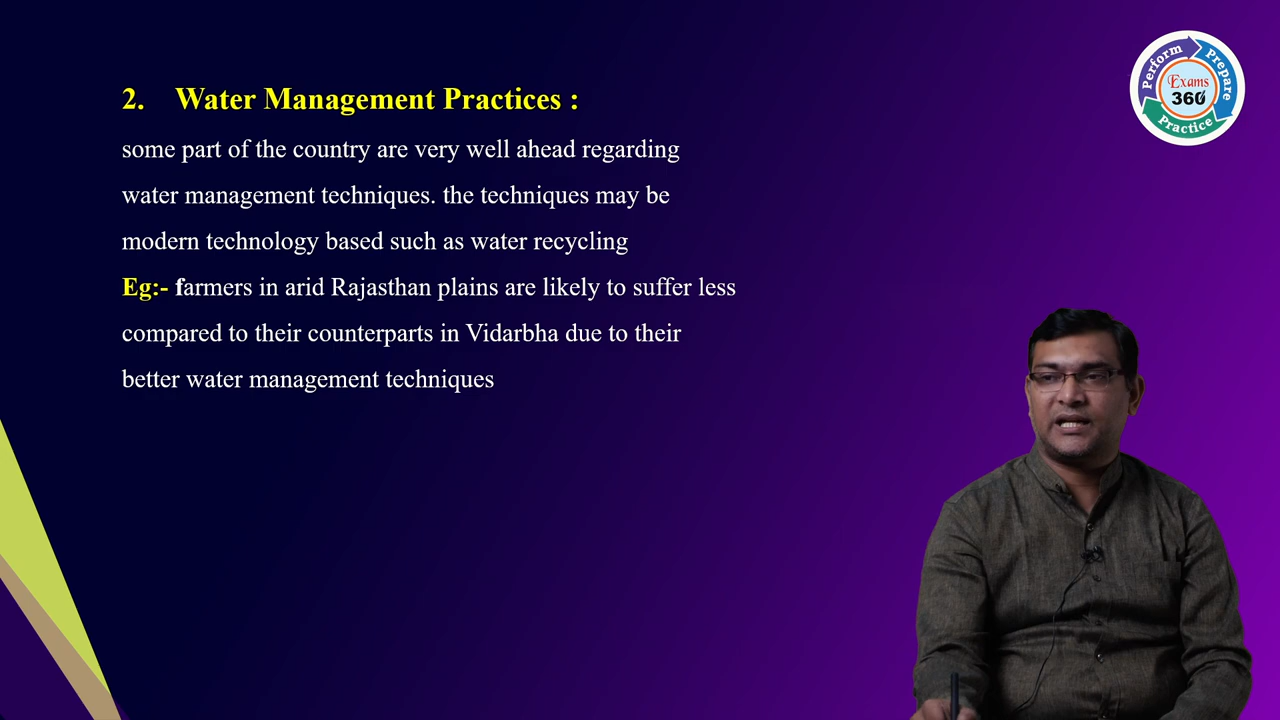 2. Water Management Practices :
some part of the country are very well ahead regarding
water management techniques. the techniques may be
modern technology based such as water recycling
Eg:- farmers in arid Rajasthan plains are likely to suffer less
compared to their counterparts in Vidarbha due to their
better water management techniques
Perform
Prepare
Practice
Exams
360